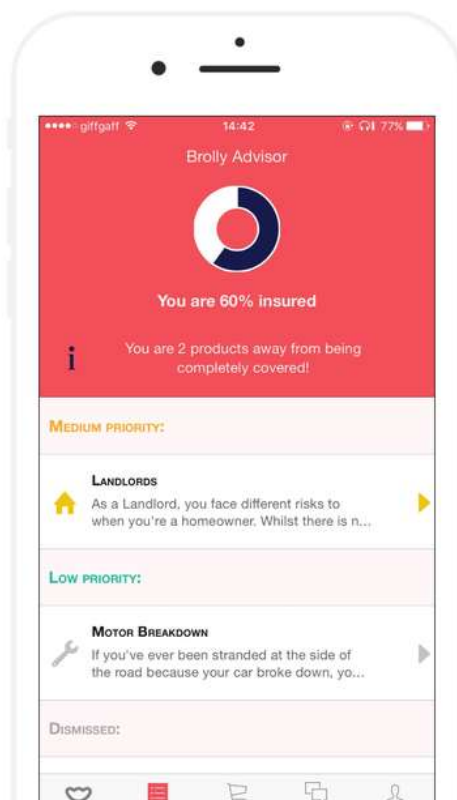 giffgaff 14:42 77%
Brolly Advisor
You are 60% insured
i
You are 2 products away from being
completely covered!
MEDIUM PRIORITY:
LANDLORDS
As a Landlord, you face different risks to
when you're a homeowner. Whilst there is n...
LOW PRIORITY:
MOTOR BREAKDOWN
If you've ever been stranded at the side of
the road because your car broke down, yo...
DISMISSED: